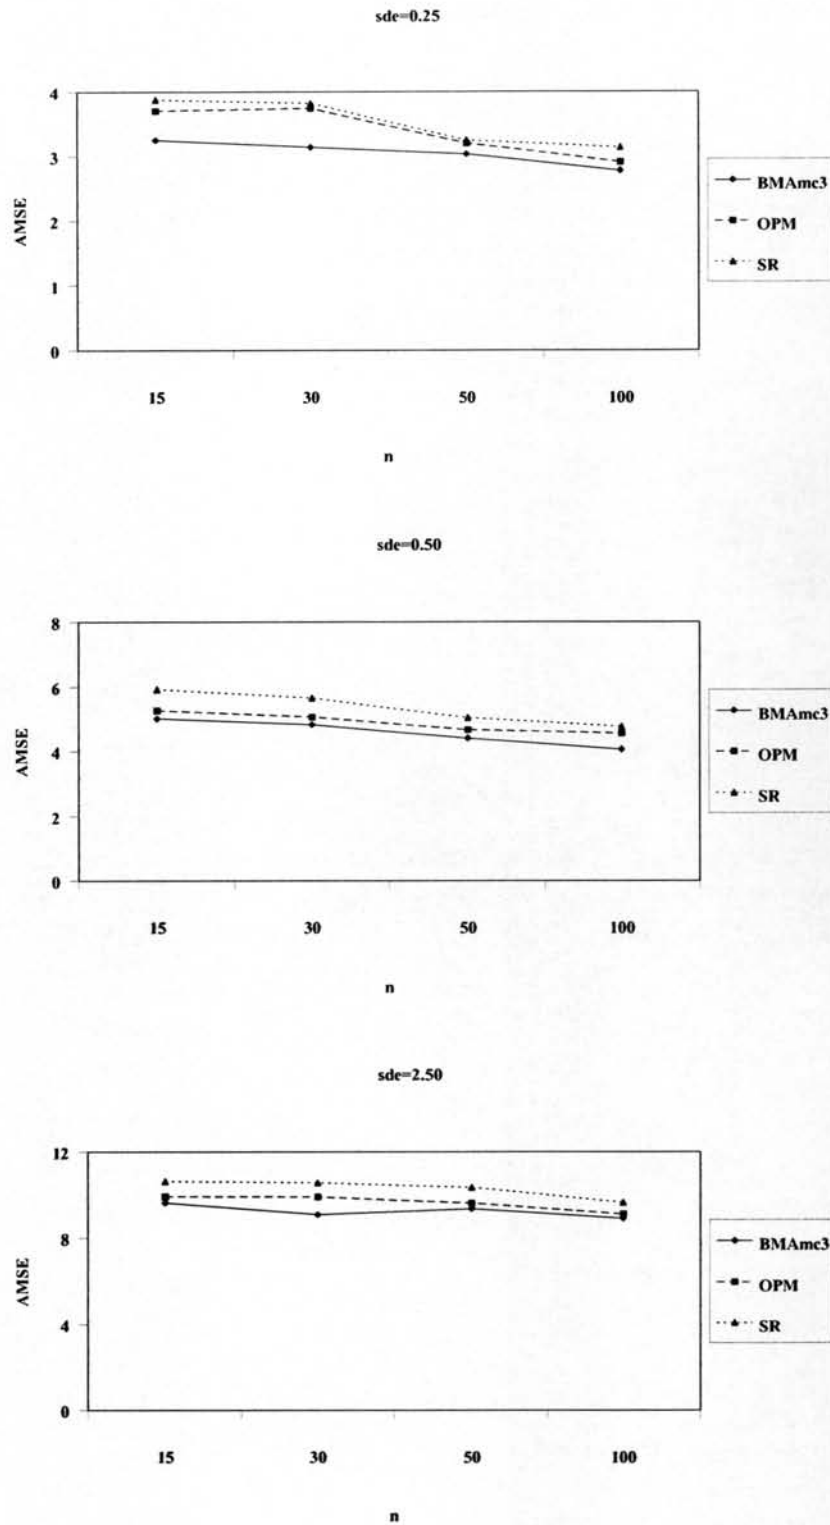 sde=0.25
4
3
2
1
0
AMSE
15 30 50 100
n
BMAmc3
OPM
SR
sde=0.50
8
6
4
2
0
AMSE
15 30 50 100
n
BMAmc3
OPM
SR
sde=2.50
12
8
4
0
AMSE
15 30 50 100
n
BMAmc3
OPM
SR